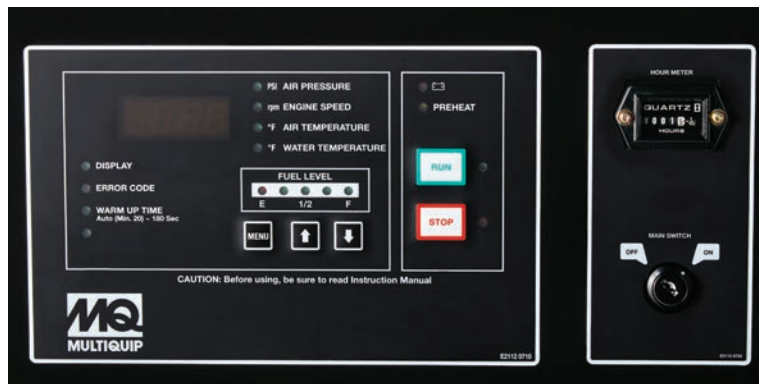 PSI AIR PRESSURE
rpm ENGINE SPEED
°F AIR TEMPERATURE
°F WATER TEMPERATURE
DISPLAY
ERROR CODE
WARM UP TIME
Auto (Min. 20) – 180 Sec
FUEL LEVEL
E 1/2 F
MENU
PREHEAT
RUN
STOP
CAUTION: Before using, be sure to read Instruction Manual
MQ
MULTIQUIP
E2112 0710
HOUR METER
QUARTZ
HOURS
MAIN SWITCH
OFF ON